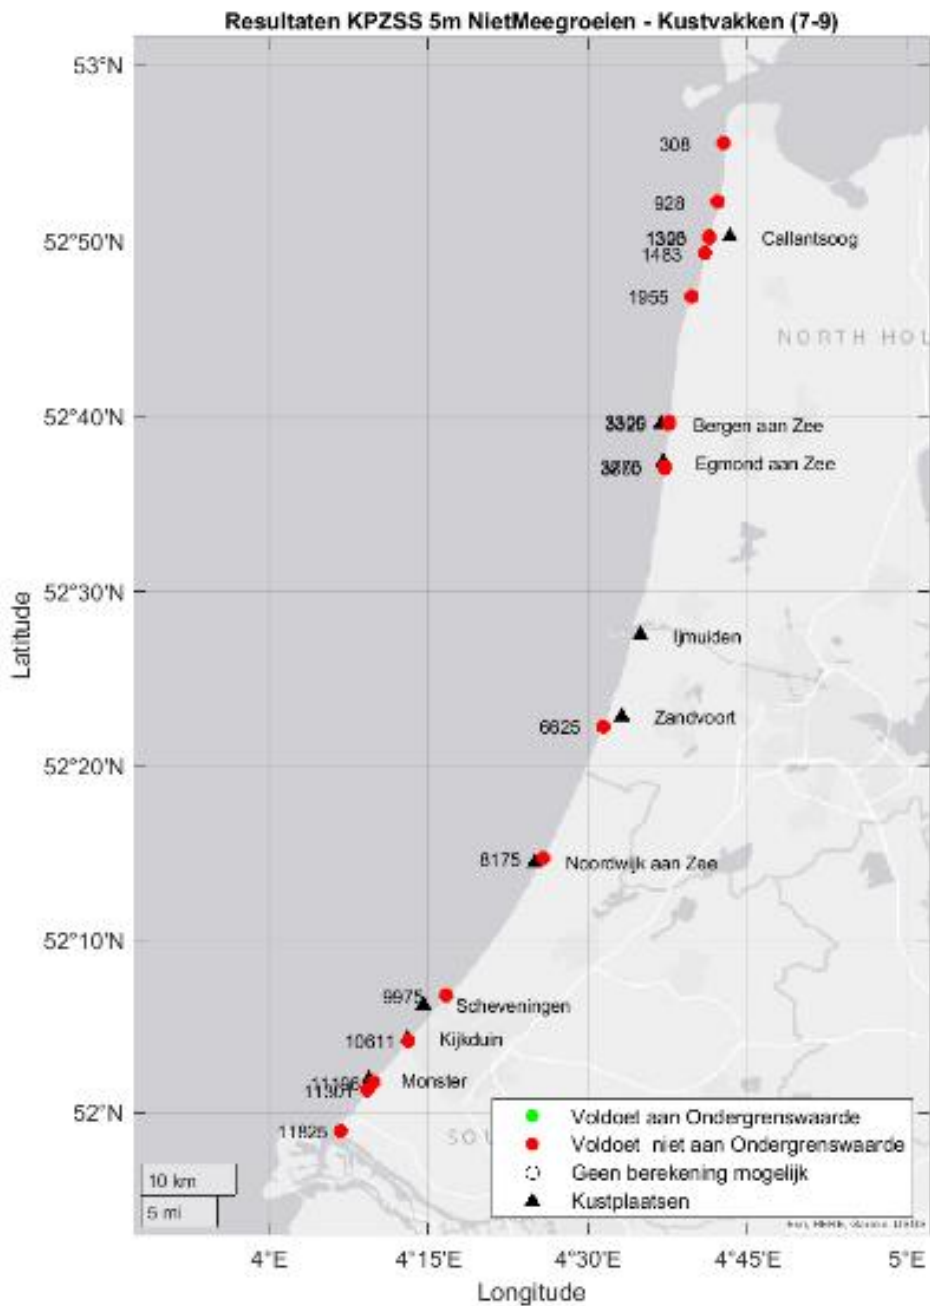 Resultaten KPZSS 5m NietMeegroeien - Kustvakken (7-9)
53°N
308
928
52°50'N
Callantsoog
1483
1955
NORTH HOL
52°40'N
Bergen aan Zee
Egmond aan Zee
52°30'N
Ijmuiden
Zandvoort
6625
52°20'N
8175
Noordwijk aan Zee
52°10'N
9975
Scheveningen
10611
Kijkduin
Monster
11301
52°N
11825
SOU
Voldoet aan Ondergrenswaarde
Voldoet niet aan Ondergrenswaarde
Geen berekening mogelijk
Kustplaatsen
10 km
5 mi
4°E
4°15'E
4°30'E
4°45'E
5°E
Longitude
Latitude